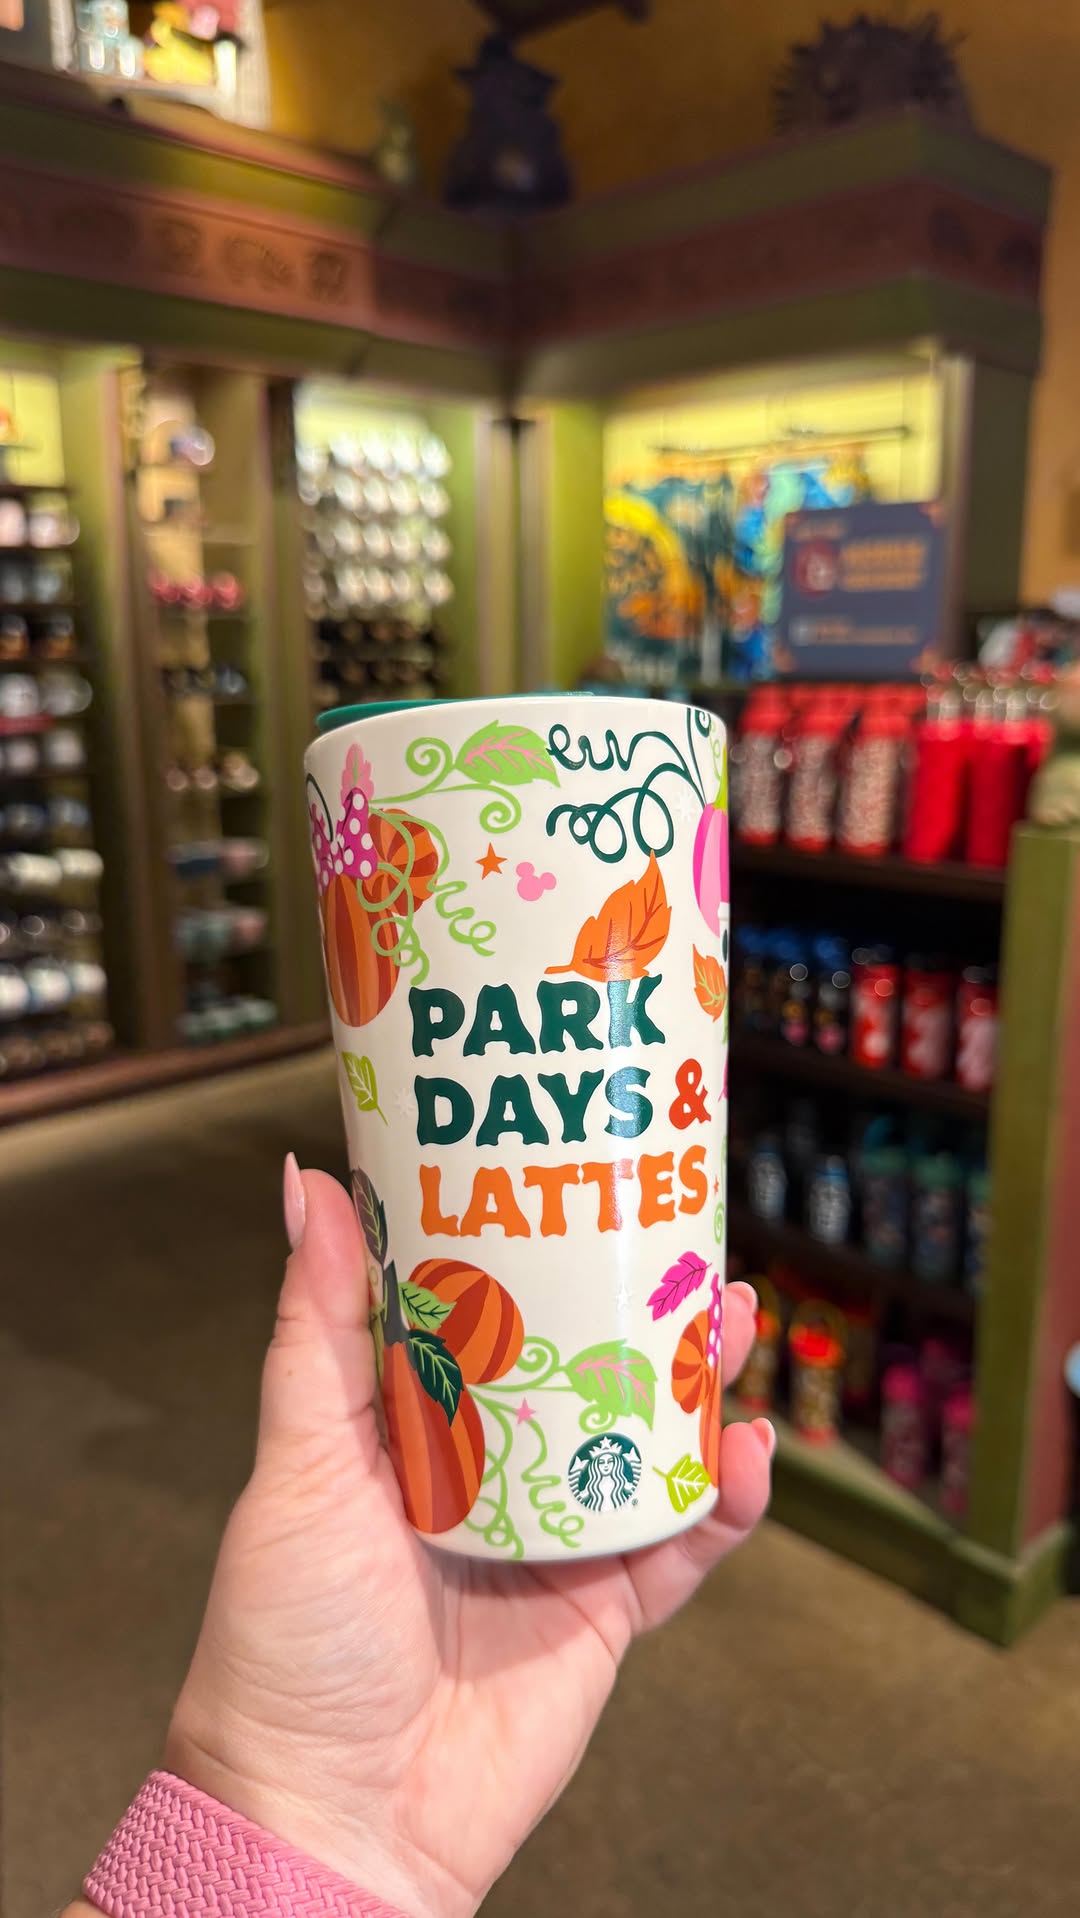 PARK
DAYS &
LATTES
®